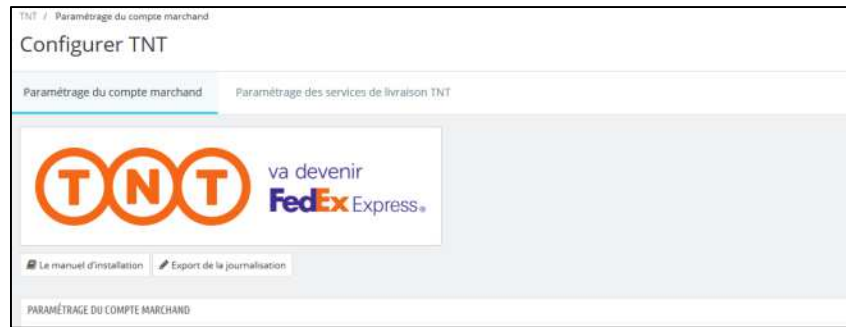 TNT / Paramétrage du compte marchand
Configurer TNT
Paramétrage du compte marchand Paramétrage des services de livraison TNT
TNT va devenir
FedEx Express®
Le manuel d'installation Export de la journalisation
PARAMÉTRAGE DU COMPTE MARCHAND